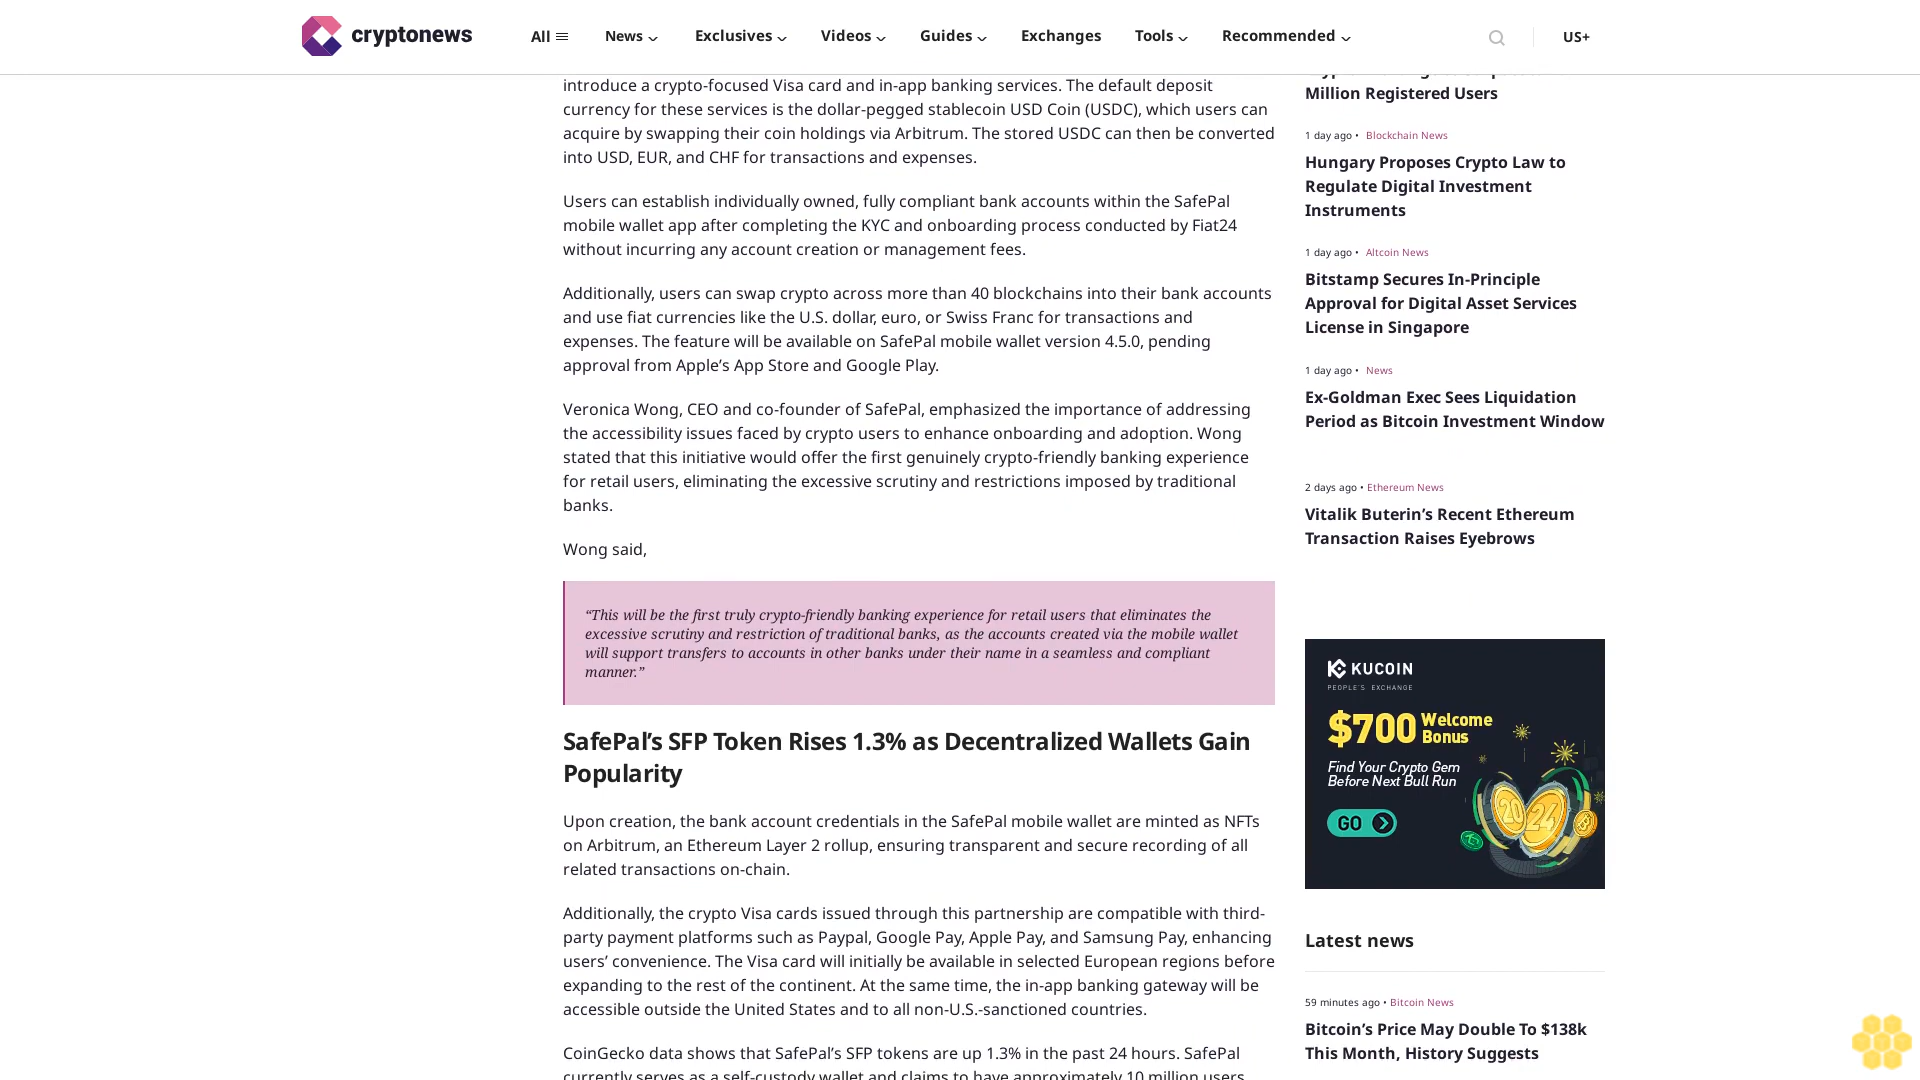 cryptonews
All
News
Exclusives
Videos
Guides
Exchanges
Tools
Recommended
US+
introduce a crypto-focused Visa card and in-app banking services. The default deposit
currency for these services is the dollar-pegged stablecoin USD Coin (USDC), which users can
acquire by swapping their coin holdings via Arbitrum. The stored USDC can then be converted
into USD, EUR, and CHF for transactions and expenses.
Users can establish individually owned, fully compliant bank accounts within the SafePal
mobile wallet app after completing the KYC and onboarding process conducted by Fiat24
without incurring any account creation or management fees.
Additionally, users can swap crypto across more than 40 blockchains into their bank accounts
and use fiat currencies like the U.S. dollar, euro, or Swiss Franc for transactions and
expenses. The feature will be available on SafePal mobile wallet version 4.5.0, pending
approval from Apple’s App Store and Google Play.
Veronica Wong, CEO and co-founder of SafePal, emphasized the importance of addressing
the accessibility issues faced by crypto users to enhance onboarding and adoption. Wong
stated that this initiative would offer the first genuinely crypto-friendly banking experience
for retail users, eliminating the excessive scrutiny and restrictions imposed by traditional
banks.
Wong said,
“This will be the first truly crypto-friendly banking experience for retail users that eliminates the
excessive scrutiny and restriction of traditional banks, as the accounts created via the mobile wallet
will support transfers to accounts in other banks under their name in a seamless and compliant
manner.”
SafePal’s SFP Token Rises 1.3% as Decentralized Wallets Gain
Popularity
Upon creation, the bank account credentials in the SafePal mobile wallet are minted as NFTs
on Arbitrum, an Ethereum Layer 2 rollup, ensuring transparent and secure recording of all
related transactions on-chain.
Additionally, the crypto Visa cards issued through this partnership are compatible with third-
party payment platforms such as Paypal, Google Pay, Apple Pay, and Samsung Pay, enhancing
users’ convenience. The Visa card will initially be available in selected European regions before
expanding to the rest of the continent. At the same time, the in-app banking gateway will be
accessible outside the United States and to all non-U.S.-sanctioned countries.
CoinGecko data shows that SafePal’s SFP tokens are up 1.3% in the past 24 hours. SafePal
currently serves as a self-custody wallet and claims to have approximately 10 million users
Million Registered Users
1 day ago • Blockchain News
Hungary Proposes Crypto Law to
Regulate Digital Investment
Instruments
1 day ago • Altcoin News
Bitstamp Secures In-Principle
Approval for Digital Asset Services
License in Singapore
1 day ago • News
Ex-Goldman Exec Sees Liquidation
Period as Bitcoin Investment Window
2 days ago • Ethereum News
Vitalik Buterin’s Recent Ethereum
Transaction Raises Eyebrows
KUCOIN
PEOPLE'S EXCHANGE
$700 Welcome
Bonus
Find Your Crypto Gem
Before Next Bull Run
GO
20 24
Latest news
59 minutes ago • Bitcoin News
Bitcoin’s Price May Double To $138k
This Month, History Suggests